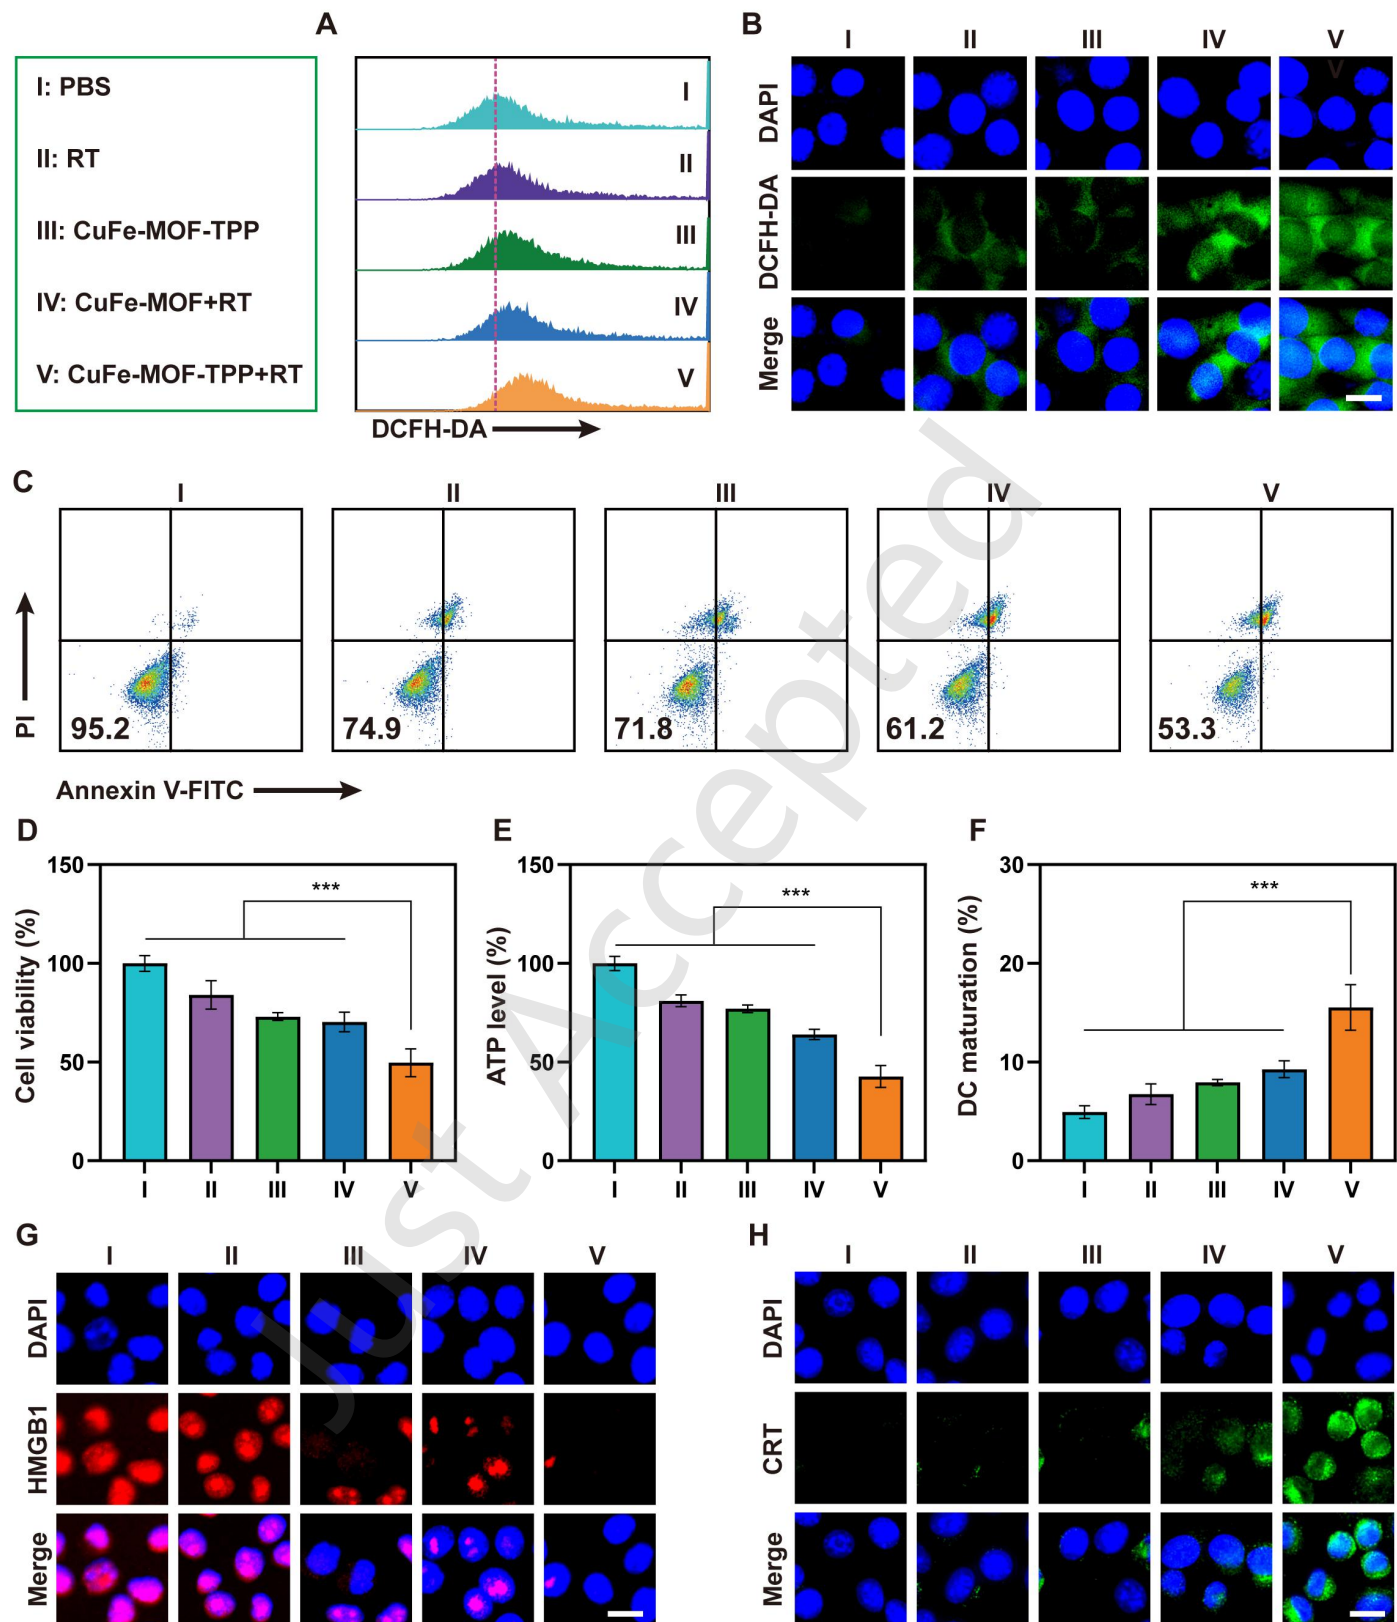 A
I: PBS
II: RT
III: CuFe-MOF-TPP
IV: CuFe-MOF+RT
V: CuFe-MOF-TPP+RT
I
II
III
IV
V
DCFH-DA
B
I II III IV V
V
DAPI
DCFH-DA
Merge
C
I II III IV V
PI
95.2 74.9 71.8 61.2 53.3
Annexin V-FITC
D
Cell viability (%)
150
100
50
0
***
I II III IV V
E
ATP level (%)
150
100
50
0
***
I II III IV V
F
DC maturation (%)
30
20
10
0
***
I II III IV V
G
I II III IV V
DAPI
HMGB1
Merge
H
I II III IV V
DAPI
CRT
Merge
Just Accepted